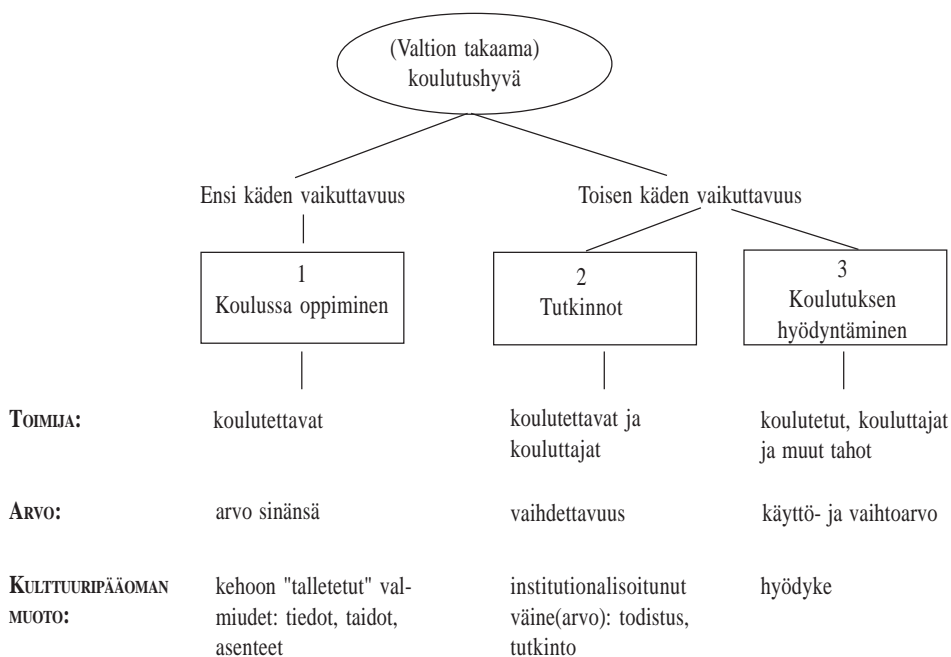 (Valtion takaama)
koulutushyvä
Ensi käden vaikuttavuus
Toisen käden vaikuttavuus
1
Koulussa oppiminen
2
Tutkinnot
3
Koulutuksen
hyödyntäminen
TOIMIJA:
koulutettavat
koulutettavat ja
kouluttajat
koulutetut, kouluttajat
ja muut tahot
ARVO:
arvo sinänsä
vaihdettavuus
käyttö- ja vaihtoarvo
KULTTUURIPÄÄOMAN
MUOTO:
kehoon "talletetut" val-
miudet: tiedot, taidot,
asenteet
institutionalisoitunut
väine(arvo): todistus,
tutkinto
hyödyke